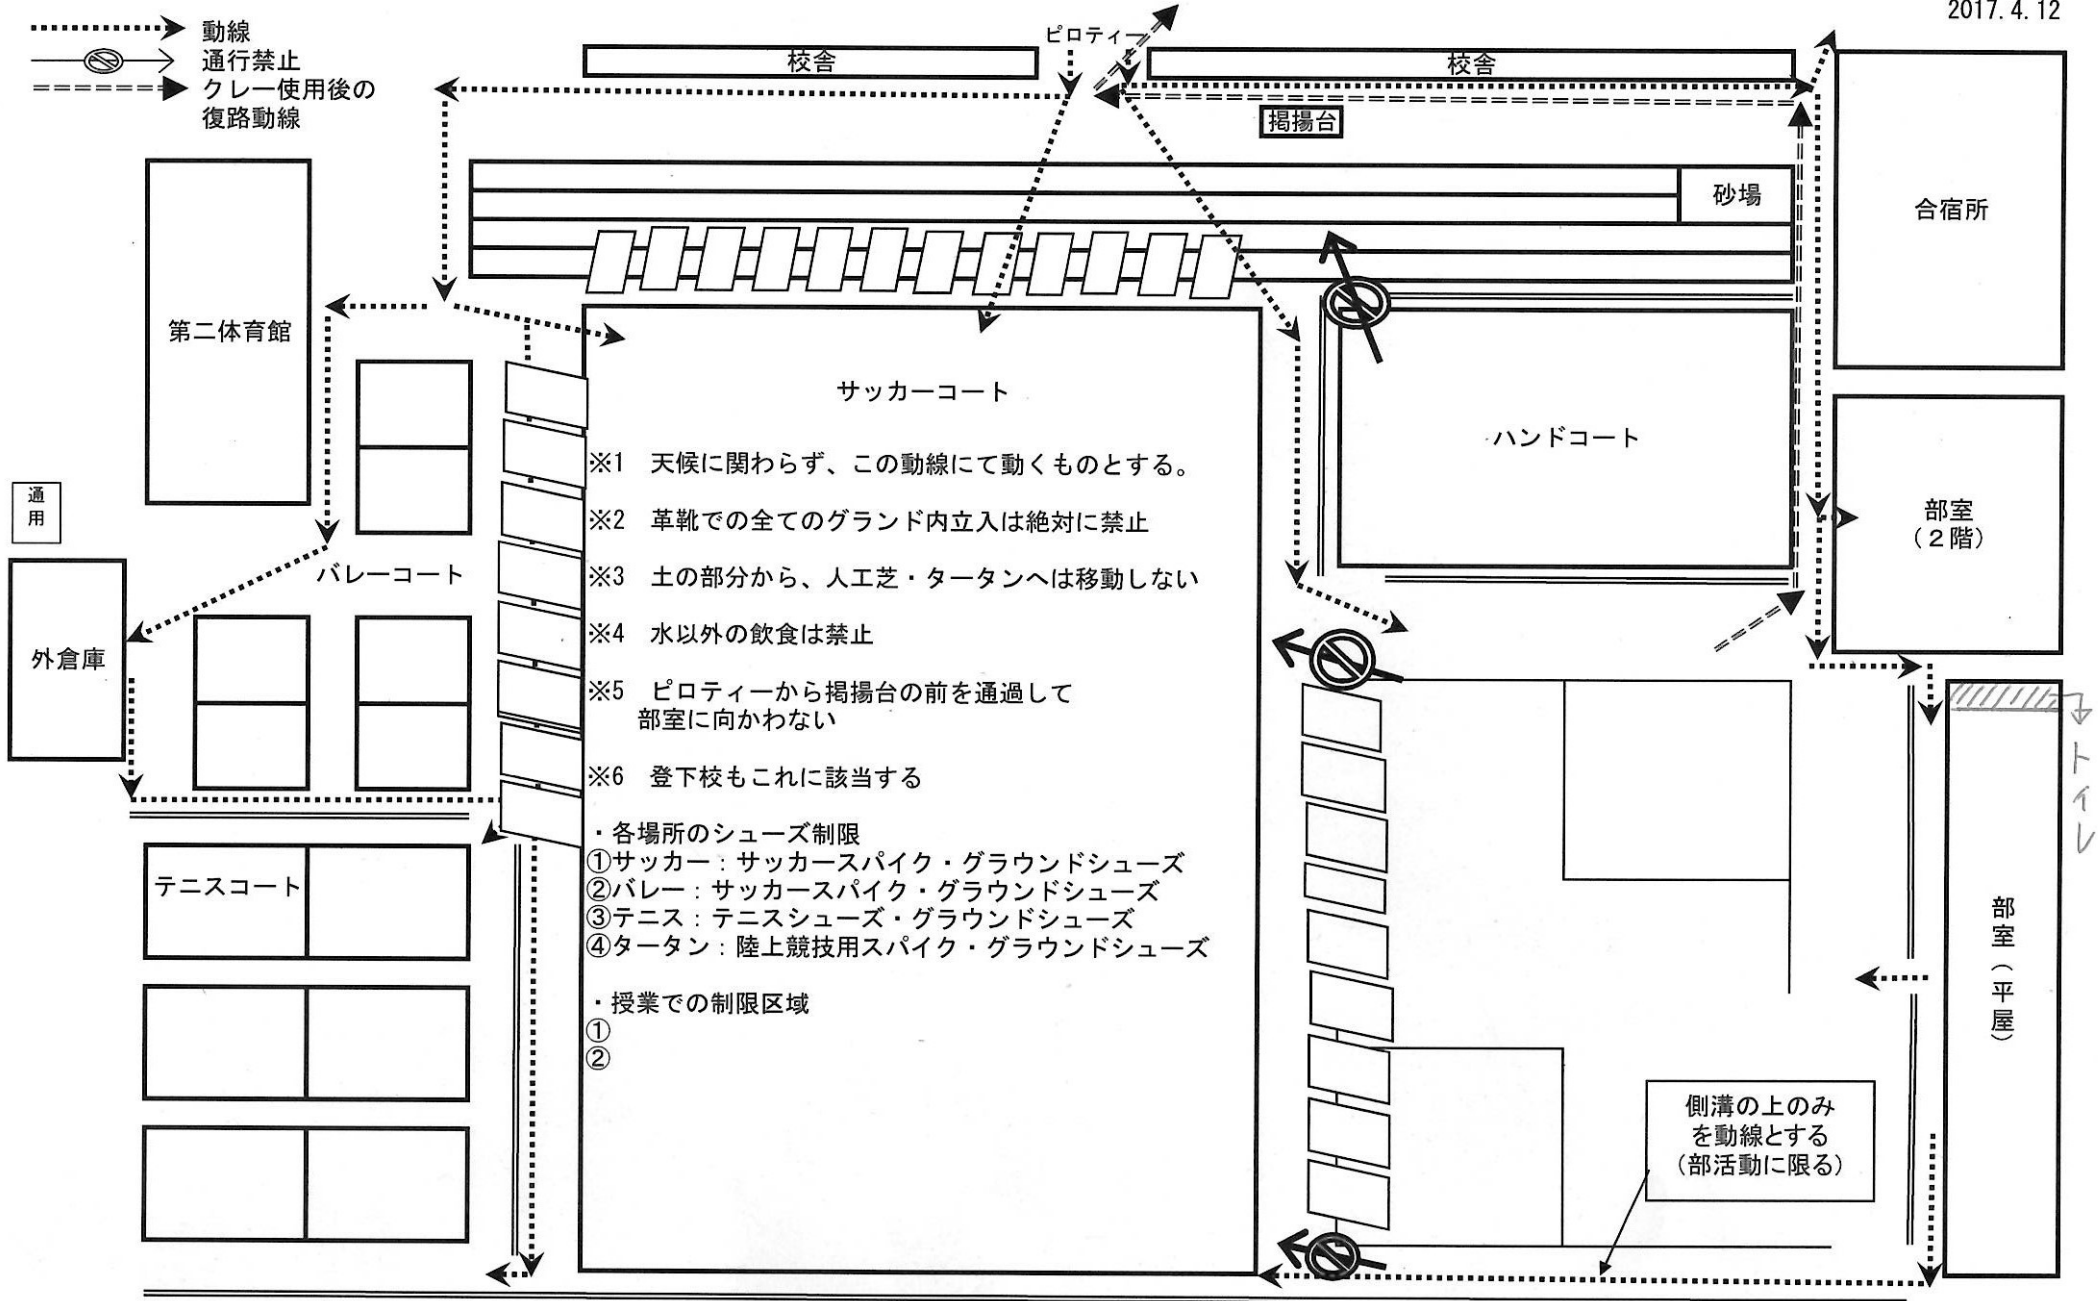 2017.4.12
動線
通行禁止
クレー使用後の
復路動線
ピロティー
校舎
校舎
掲揚台
砂場
合宿所
第二体育館
サッカーコート
ハンドコート
通用
部室
（２階）
バレーコート
外倉庫
※1　天候に関わらず、この動線にて動くものとする。
※2　革靴での全てのグランド内立入は絶対に禁止
※3　土の部分から、人工芝・タータンへは移動しない
※4　水以外の飲食は禁止
※5　ピロティーから掲揚台の前を通過して
部室に向かわない
※6　登下校もこれに該当する
・各場所のシューズ制限
①サッカー：サッカースパイク・グラウンドシューズ
②バレー：サッカースパイク・グラウンドシューズ
③テニス：テニスシューズ・グラウンドシューズ
④タータン：陸上競技用スパイク・グラウンドシューズ
・授業での制限区域
①
②
テニスコート
トイレ
部室（平屋）
側溝の上のみ
を動線とする
（部活動に限る）